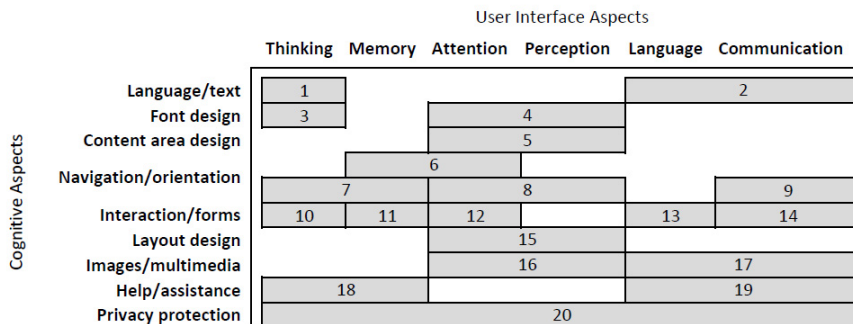 User Interface Aspects
Thinking Memory Attention Perception Language Communication
Cognitive Aspects
Language/text 1 2
Font design 3 4
Content area design 5
6
Navigation/orientation
7 8 9
Interaction/forms 10 11 12 13 14
Layout design 15
Images/multimedia 16 17
Help/assistance 18 19
Privacy protection 20